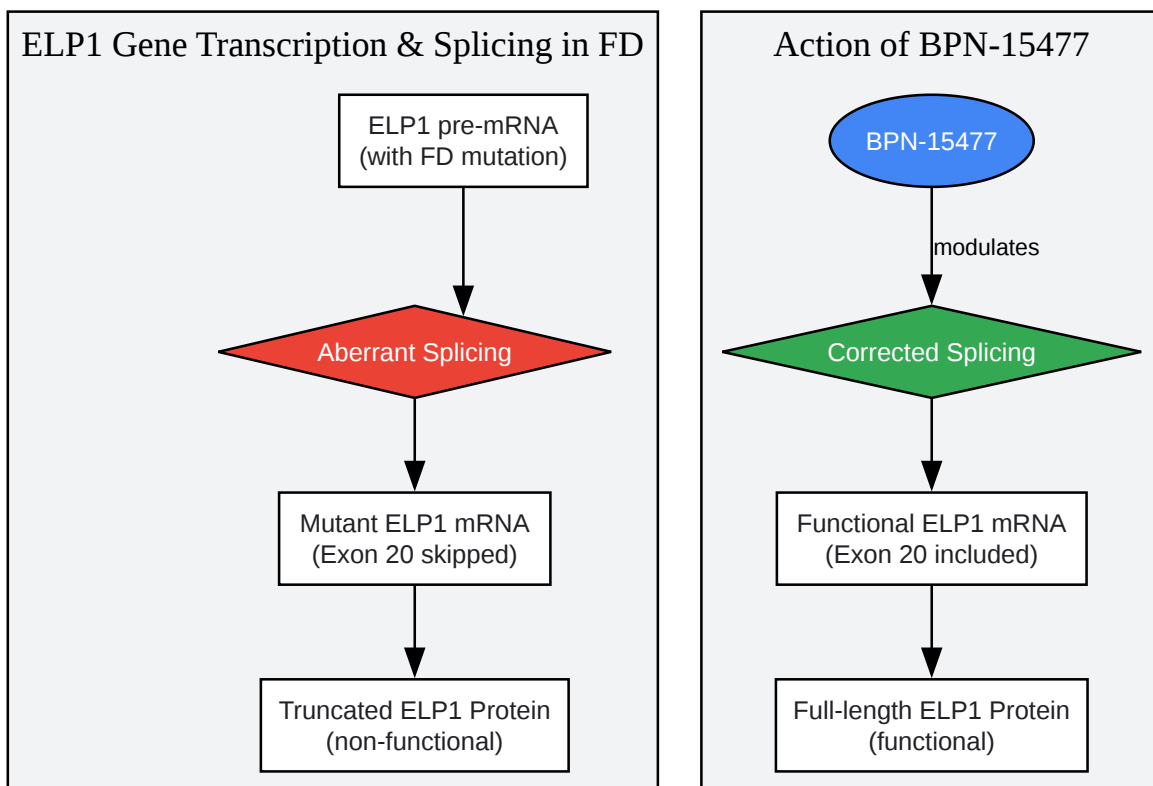 ELP1 Gene Transcription & Splicing in FD
ELP1 pre-mRNA
(with FD mutation)
Aberrant Splicing
Mutant ELP1 mRNA
(Exon 20 skipped)
Truncated ELP1 Protein
(non-functional)
Action of BPN-15477
BPN-15477
modulates
Corrected Splicing
Functional ELP1 mRNA
(Exon 20 included)
Full-length ELP1 Protein
(functional)